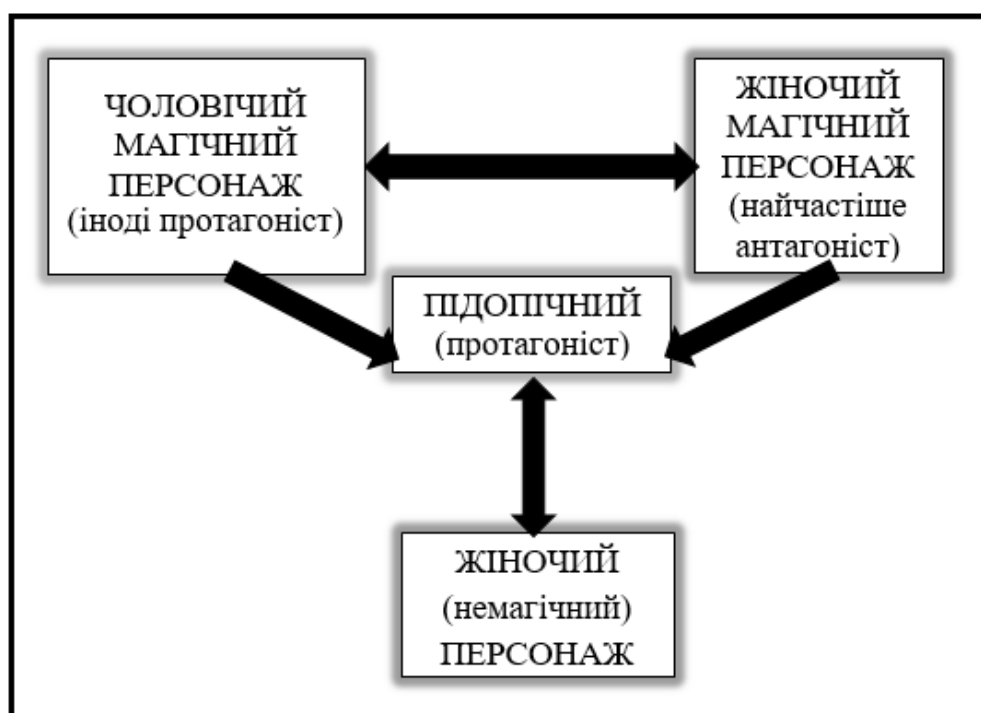 ЧОЛОВІЧИЙ
МАГІЧНИЙ
ПЕРСОНАЖ
(іноді протагоніст)
ЖІНОЧИЙ
МАГІЧНИЙ
ПЕРСОНАЖ
(найчастіше
антагоніст)
ПІДОПІЧНИЙ
(протагоніст)
ЖІНОЧИЙ
(немагічний)
ПЕРСОНАЖ